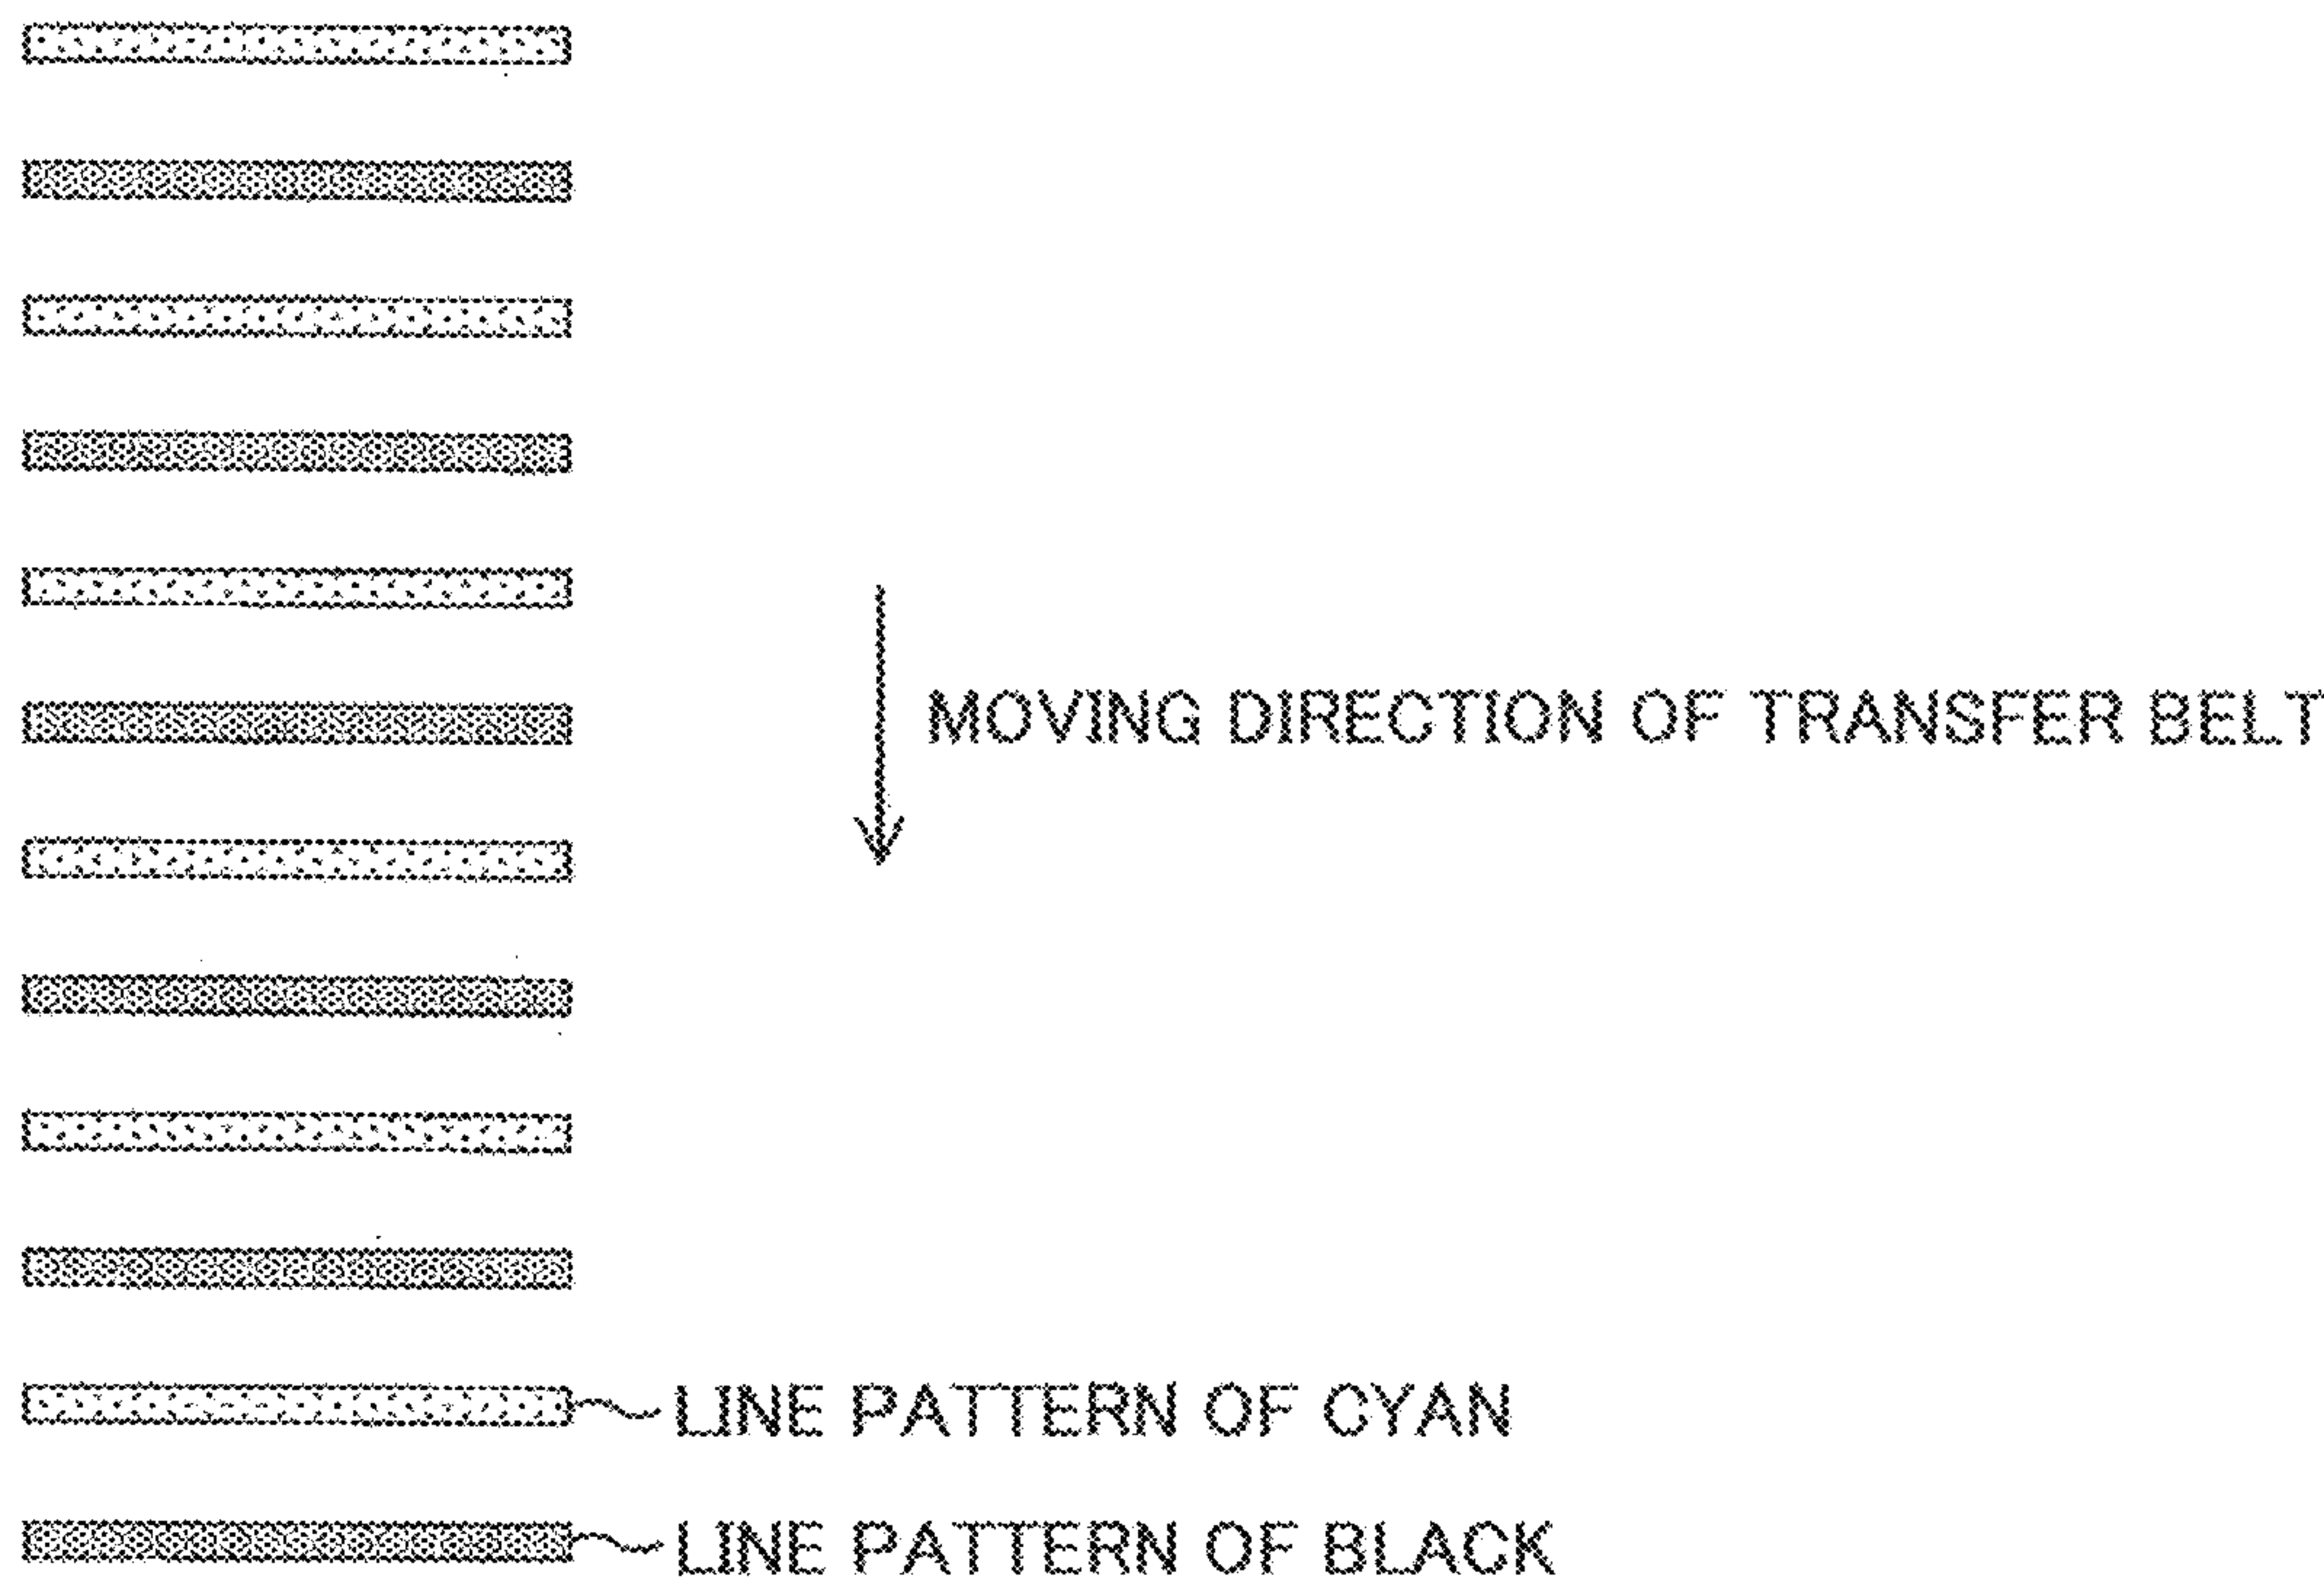 MOVING DIRECTION OF TRANSFER BELT
LINE PATTERN OF CYAN
LINE PATTERN OF BLACK